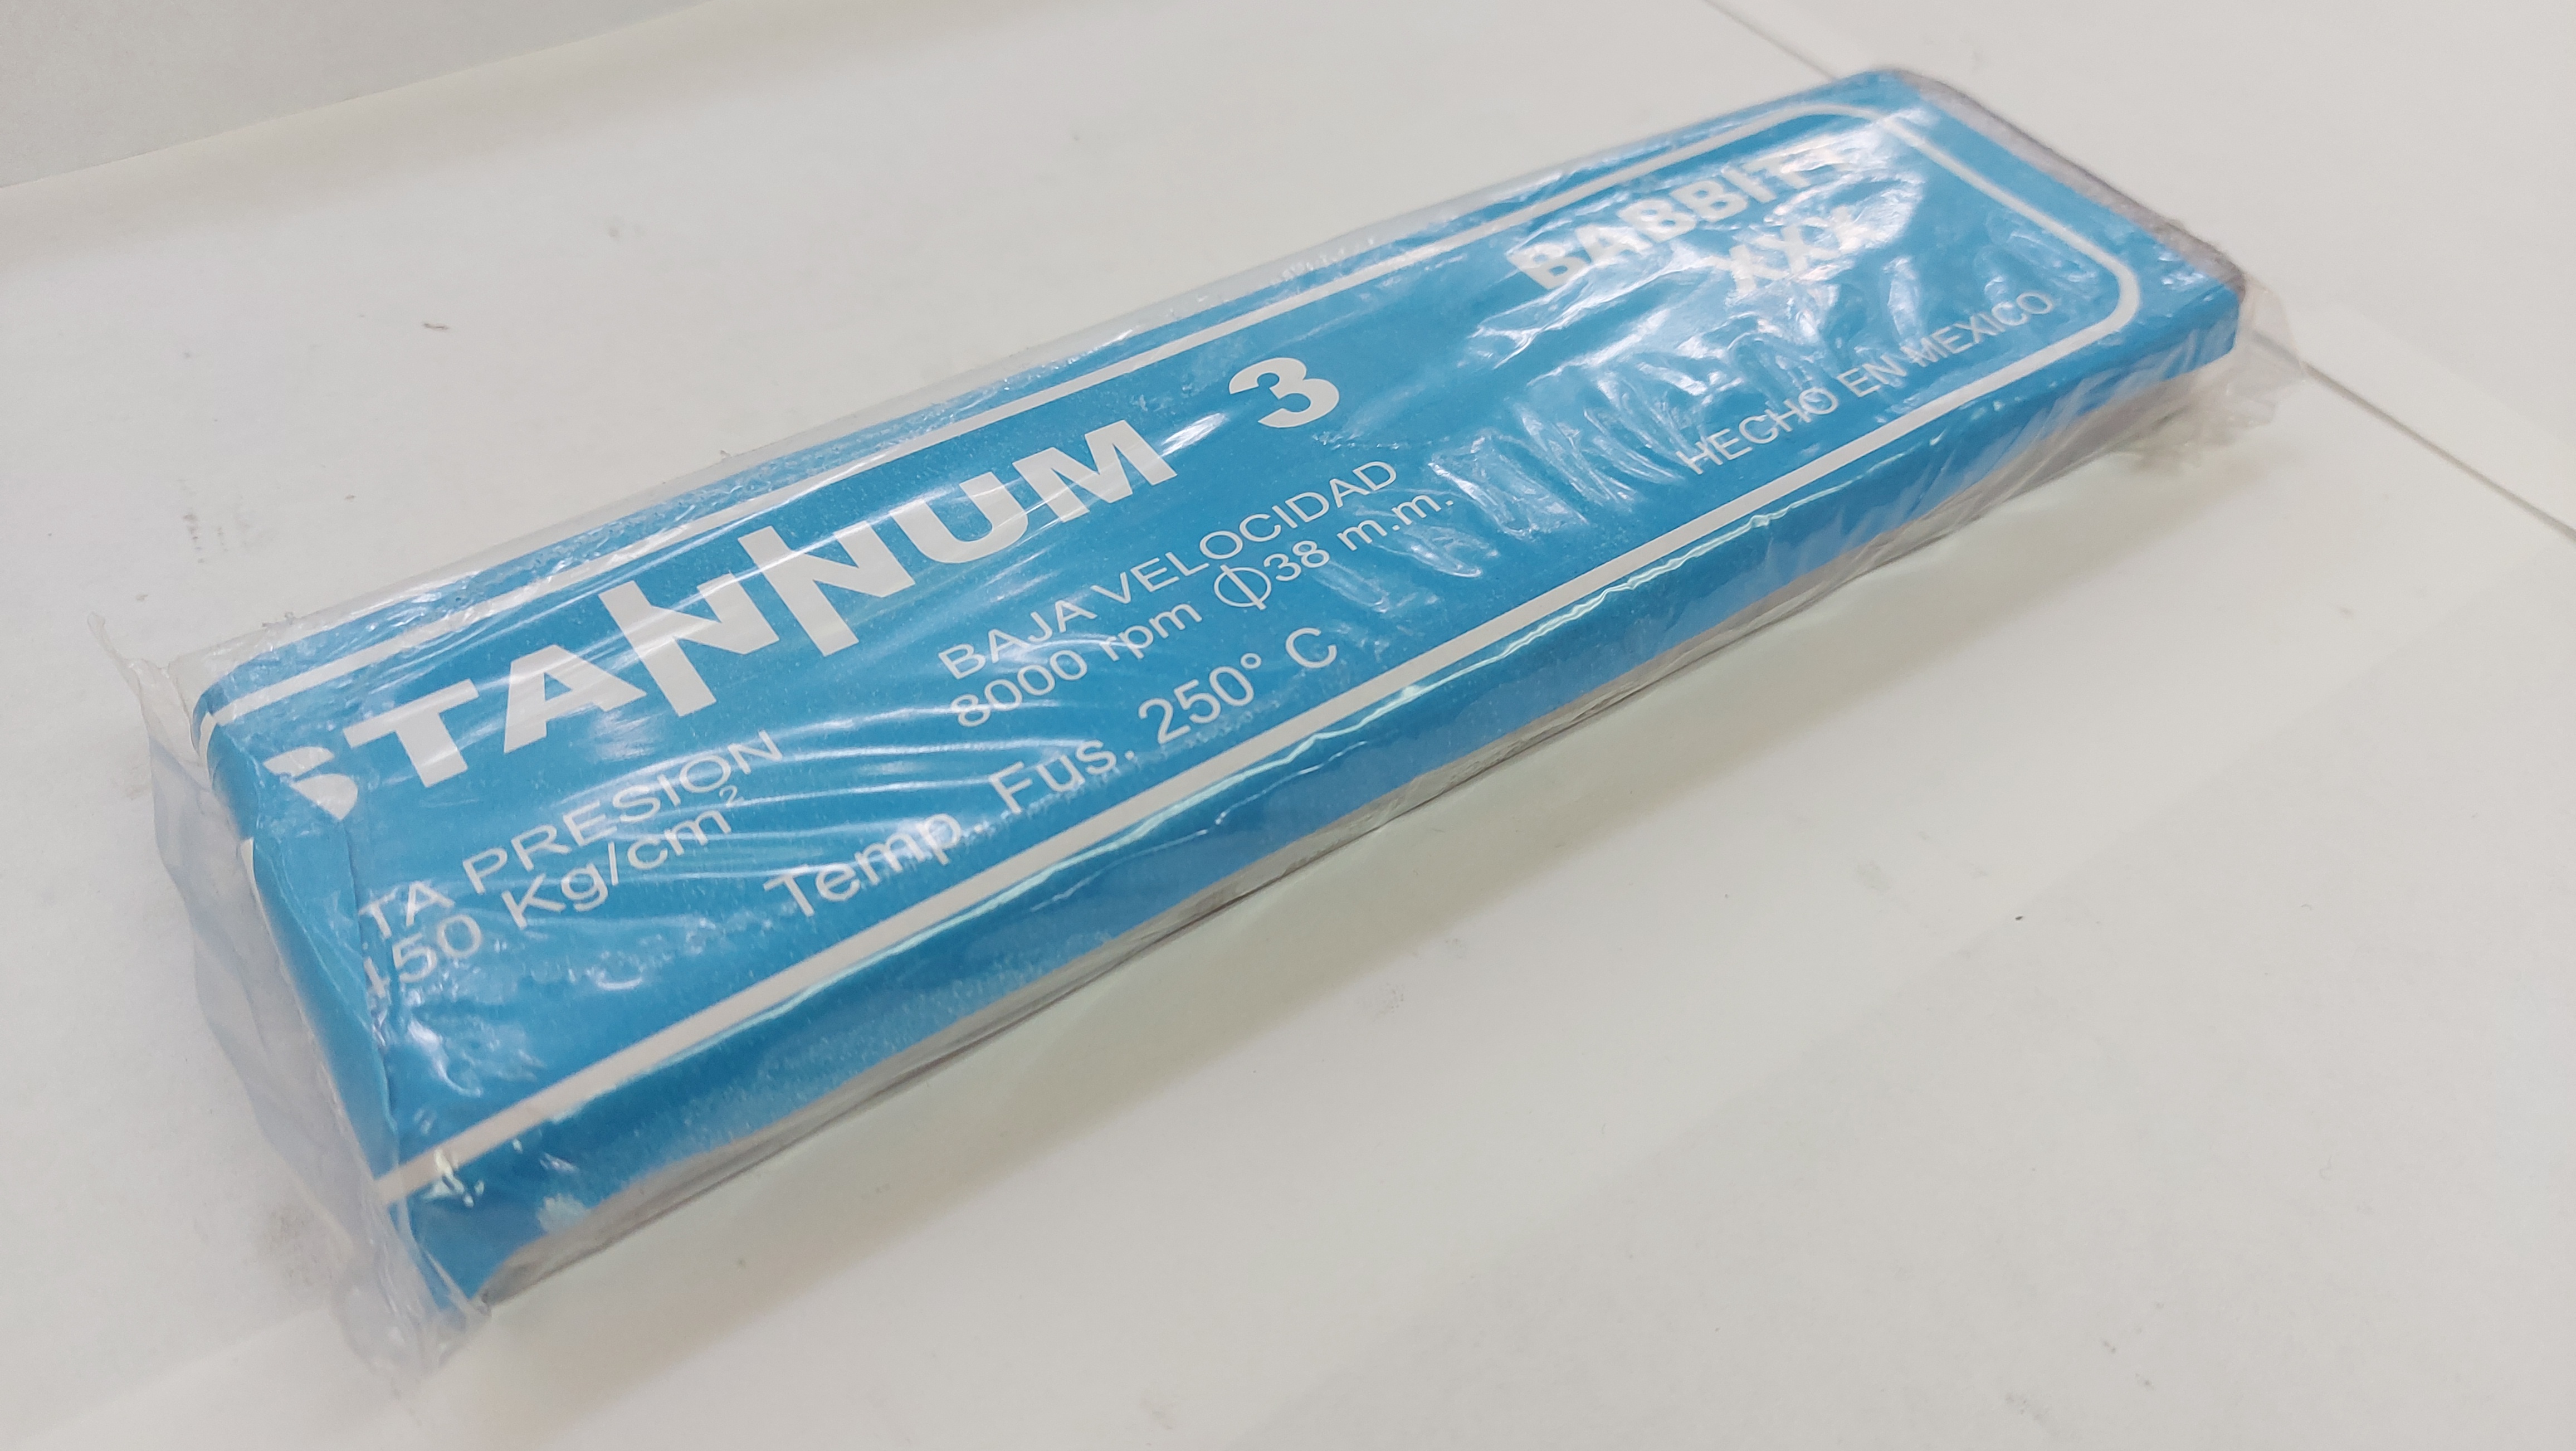 STANNUM 3
BABBITT
XXX
TA PRESION
450 Kg/cm²
BAJA VELOCIDAD
8000 rpm Φ38 m.m.
Temp. Fus. 250° C
HECHO EN MEXICO